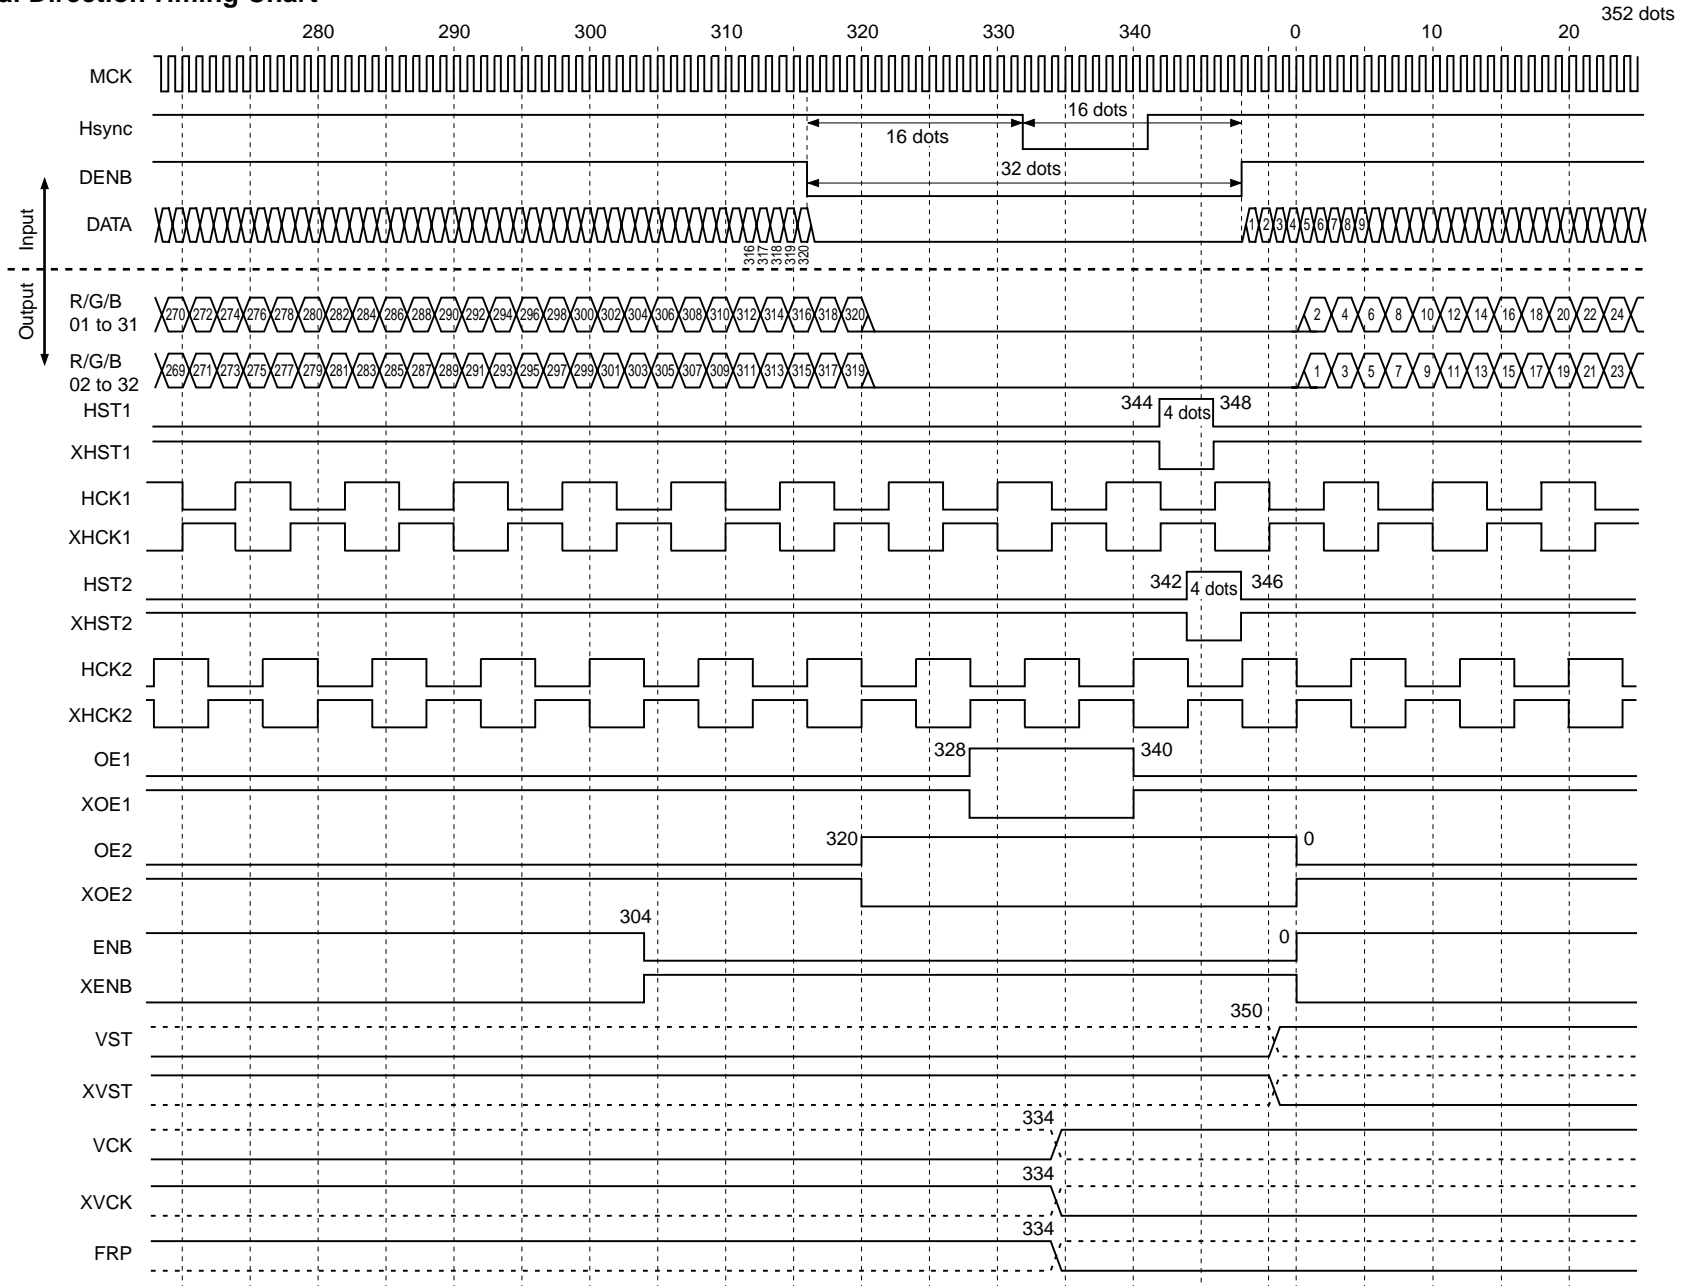 al Direction Timing Chart
352 dots
280 290 300 310 320 330 340 0 10 20
MCK
Hsync
16 dots
16 dots
DENB
32 dots
Input
DATA
1 2 3 4 5 6 7 8 9
316 317 318 319 320
Output
R/G/B
01 to 31
270 272 274 276 278 280 282 284 286 288 290 292 294 296 298 300 302 304 306 308 310 312 314 316 318 320 2 4 6 8 10 12 14 16 18 20 22 24
R/G/B
02 to 32
269 271 273 275 277 279 281 283 285 287 289 291 293 295 297 299 301 303 305 307 309 311 313 315 317 319 1 3 5 7 9 11 13 15 17 19 21 23
HST1
344 4 dots 348
XHST1
HCK1
XHCK1
HST2
342 4 dots 346
XHST2
HCK2
XHCK2
OE1
328 340
XOE1
OE2
320 0
XOE2
304
ENB
0
XENB
350
VST
XVST
334
VCK
334
XVCK
334
FRP